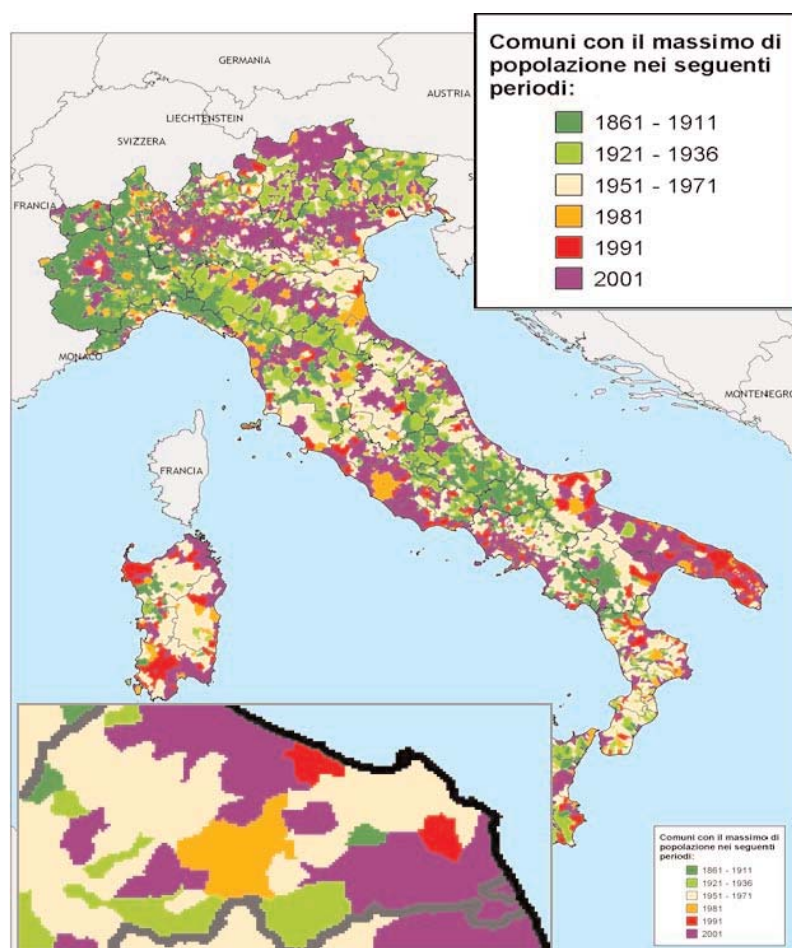 Comuni con il massimo di
popolazione nei seguenti
periodi:
1861 - 1911
1921 - 1936
1951 - 1971
1981
1991
2001
GERMANIA
AUSTRIA
LIECHTENSTEIN
SVIZZERA
FRANCIA
S
MONACO
MONTENEGRO
FRANCIA
Comuni con il massimo di
popolazione nei seguenti
periodi:
1861 - 1911
1921 - 1936
1951 - 1971
1981
1991
2001